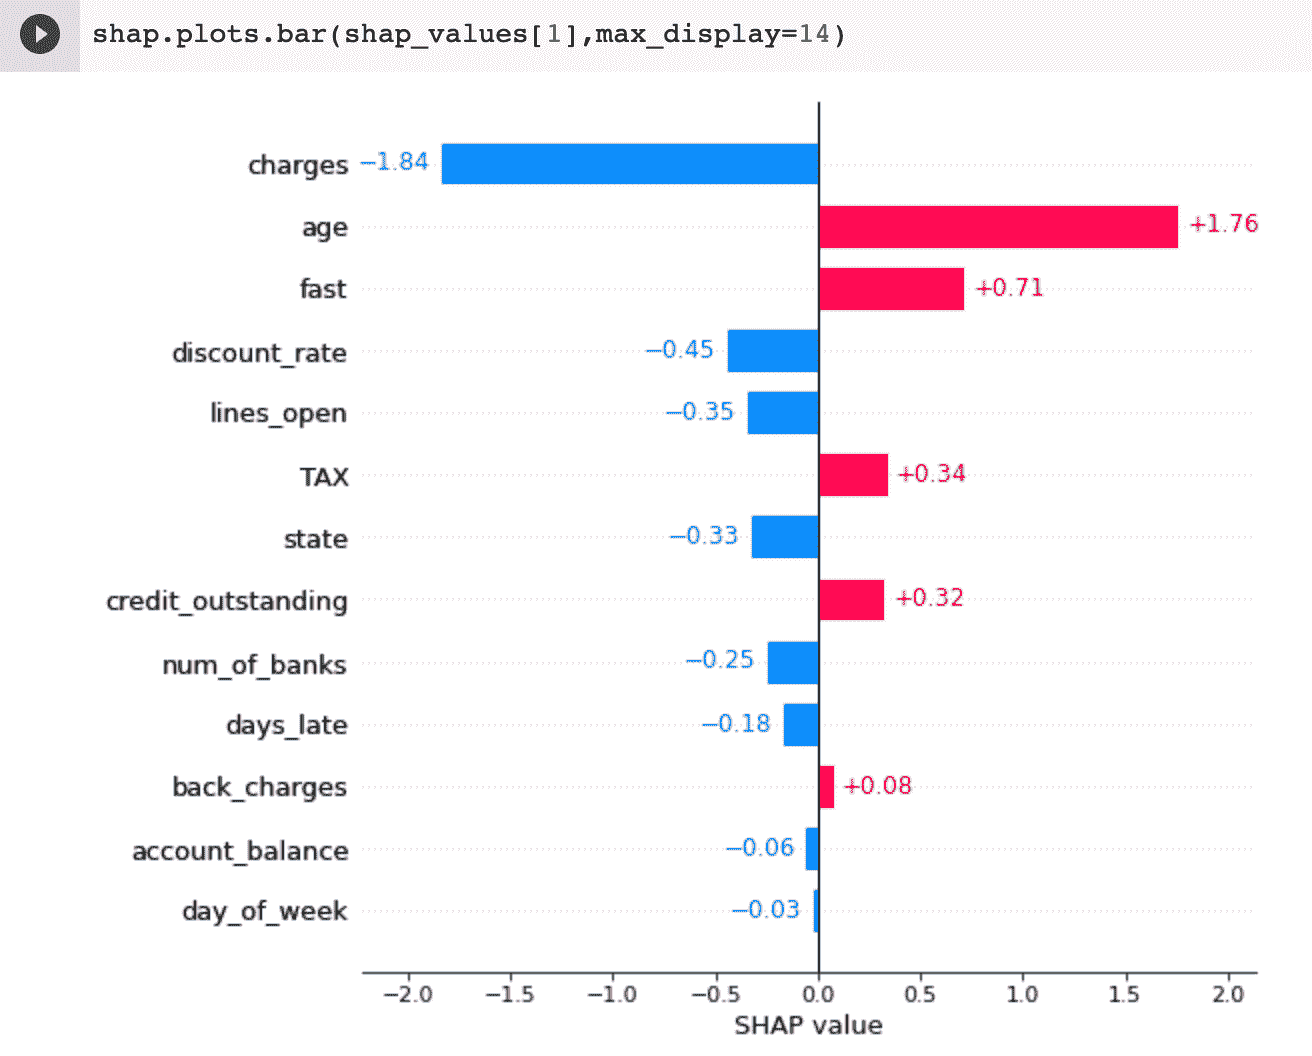 shap.plots.bar(shap_values[1],max_display=14)
charges −1.84
age +1.76
fast +0.71
discount_rate −0.45
lines_open −0.35
TAX +0.34
state −0.33
credit_outstanding +0.32
num_of_banks −0.25
days_late −0.18
back_charges +0.08
account_balance −0.06
day_of_week −0.03
−2.0 −1.5 −1.0 −0.5 0.0 0.5 1.0 1.5 2.0
SHAP value